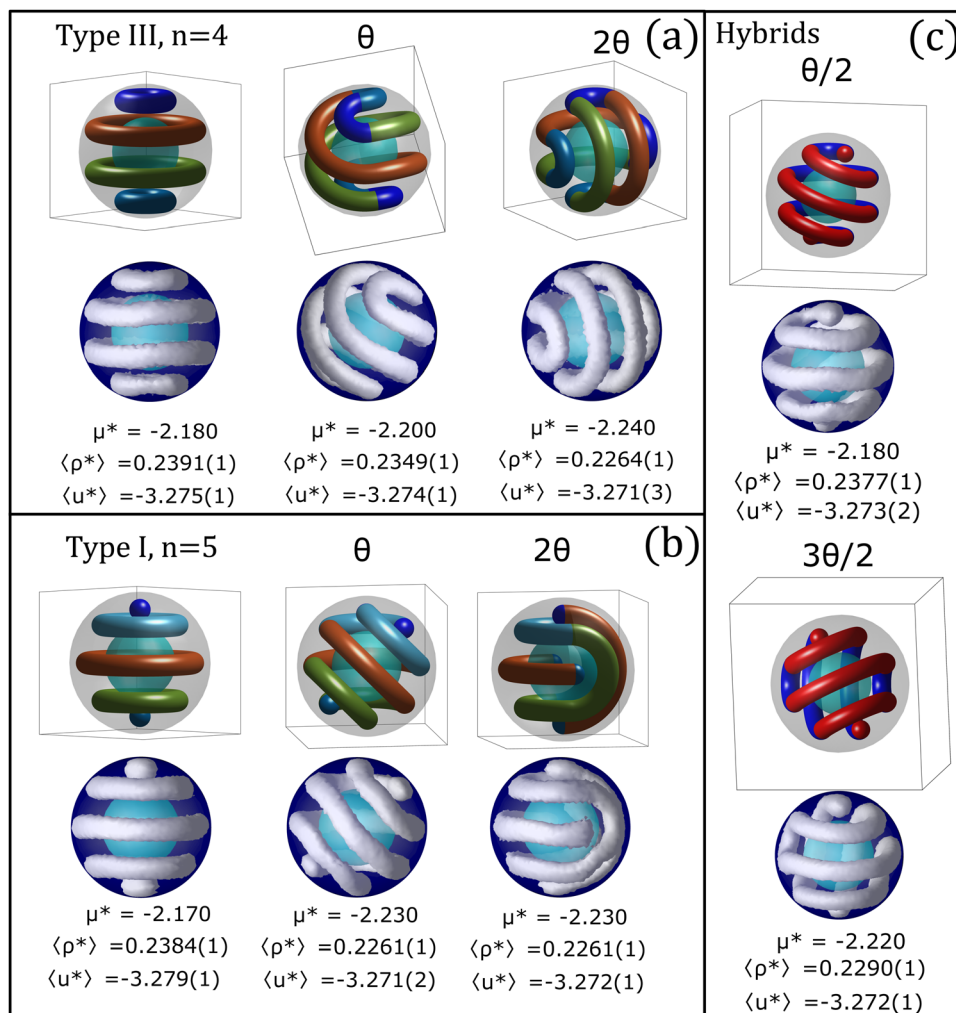 Type III, n=4
θ
2θ
(a)
μ* = -2.180
⟨ρ*⟩ =0.2391(1)
⟨u*⟩ =-3.275(1)
μ* = -2.200
⟨ρ*⟩ =0.2349(1)
⟨u*⟩ =-3.274(1)
μ* = -2.240
⟨ρ*⟩ =0.2264(1)
⟨u*⟩ =-3.271(3)
Type I, n=5
θ
2θ
(b)
μ* = -2.170
⟨ρ*⟩ =0.2384(1)
⟨u*⟩ =-3.279(1)
μ* = -2.230
⟨ρ*⟩ =0.2261(1)
⟨u*⟩ =-3.271(2)
μ* = -2.230
⟨ρ*⟩ =0.2261(1)
⟨u*⟩ =-3.272(1)
Hybrids
(c)
θ/2
μ* = -2.180
⟨ρ*⟩ =0.2377(1)
⟨u*⟩ =-3.273(2)
3θ/2
μ* = -2.220
⟨ρ*⟩ =0.2290(1)
⟨u*⟩ =-3.272(1)